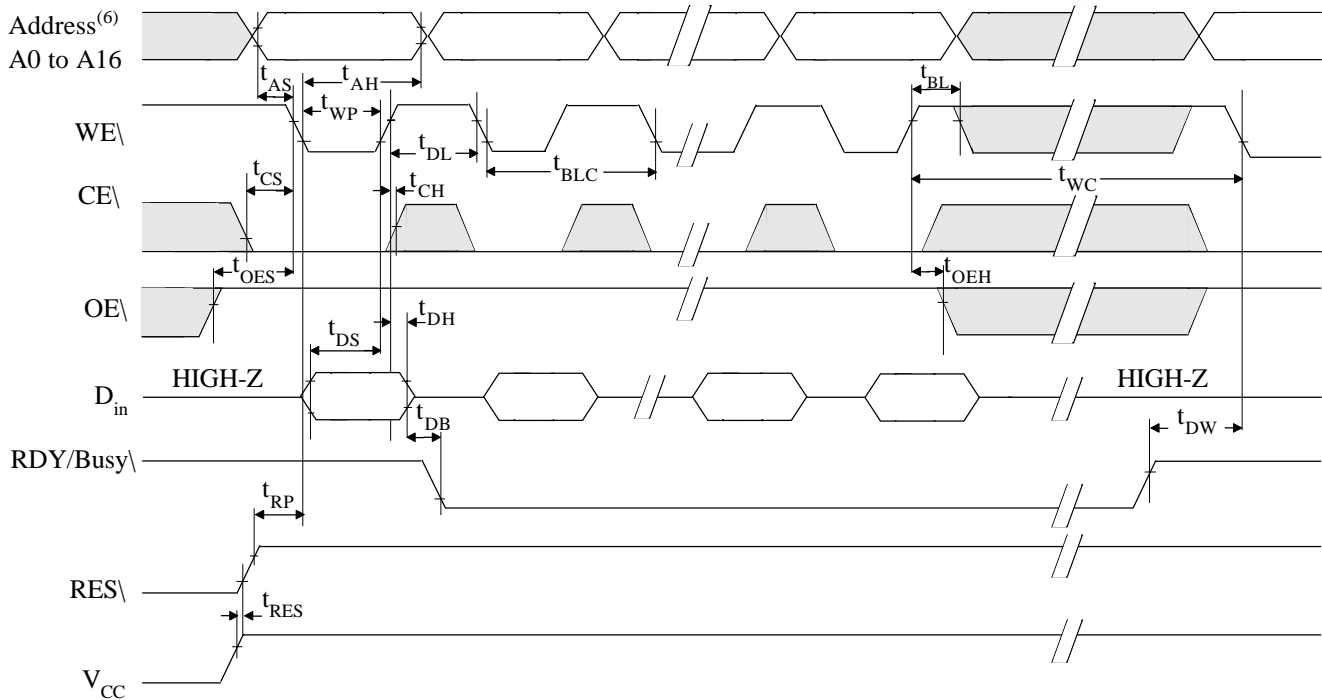 Address(6)
A0 to A16
tAS
tAH
tBL
WE\
tWP
tDL
tBLC
tWC
tCS
CE\
tCH
tOES
tOEH
OE\
tDS
tDH
HIGH-Z
HIGH-Z
Din
tDB
tDW
RDY/Busy\
tRP
RES\
tRES
VCC